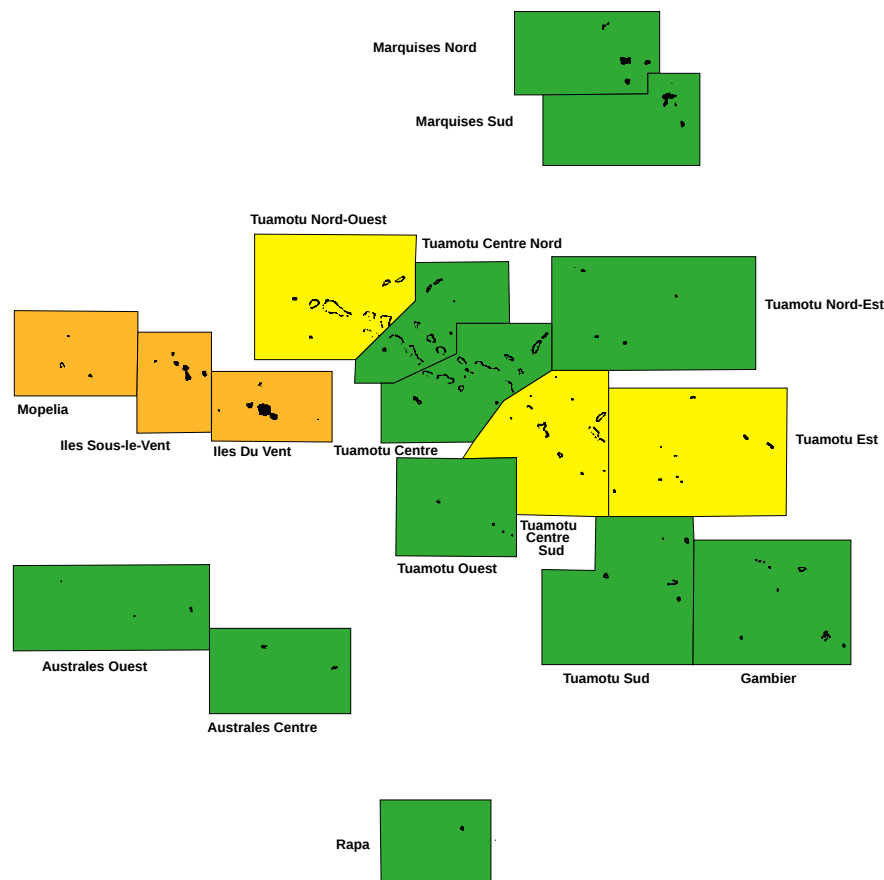 Marquises Nord
Marquises Sud
Tuamotu Nord-Ouest
Tuamotu Centre Nord
Tuamotu Nord-Est
Mopelia
Iles Sous-le-Vent
Iles Du Vent
Tuamotu Centre
Tuamotu Est
Tuamotu
Centre
Sud
Tuamotu Ouest
Australes Ouest
Tuamotu Sud
Gambier
Australes Centre
Rapa